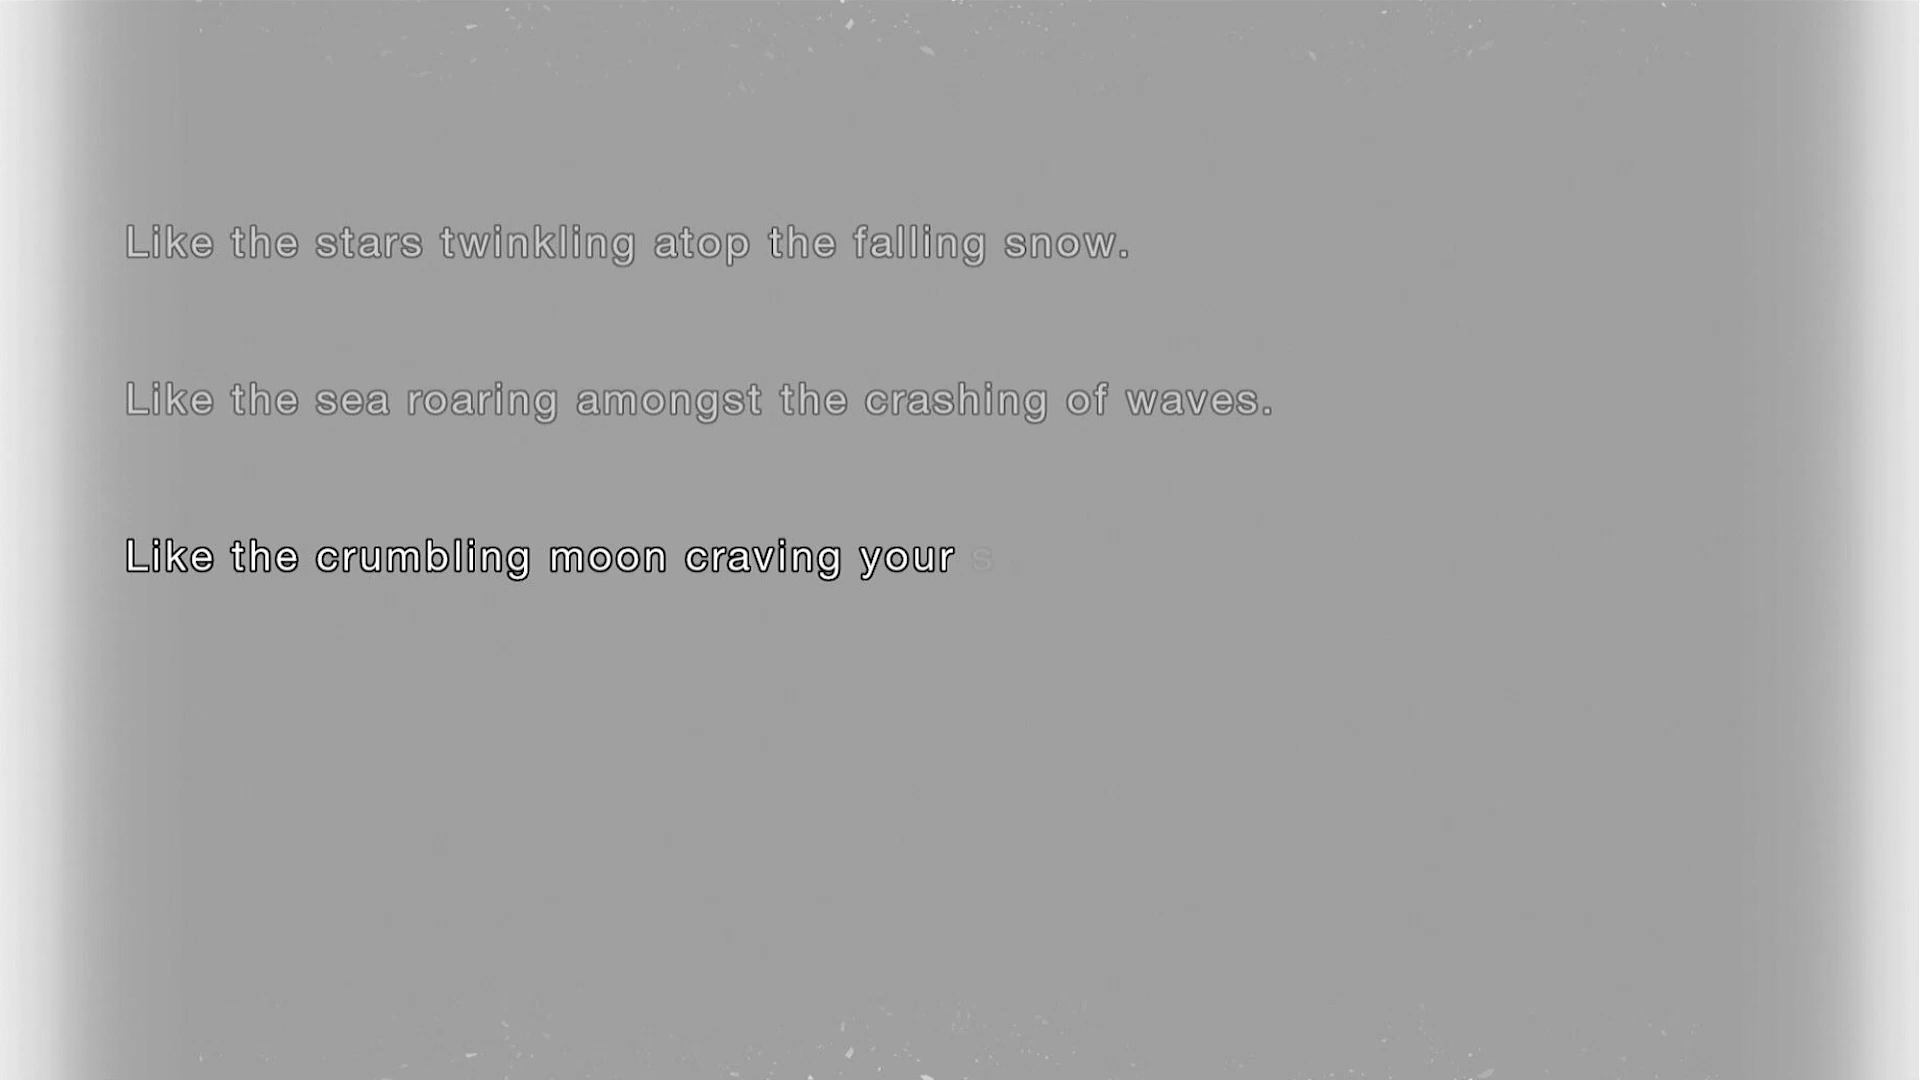 Like the stars twinkling atop the falling snow.
Like the sea roaring amongst the crashing of waves.
Like the crumbling moon craving your s